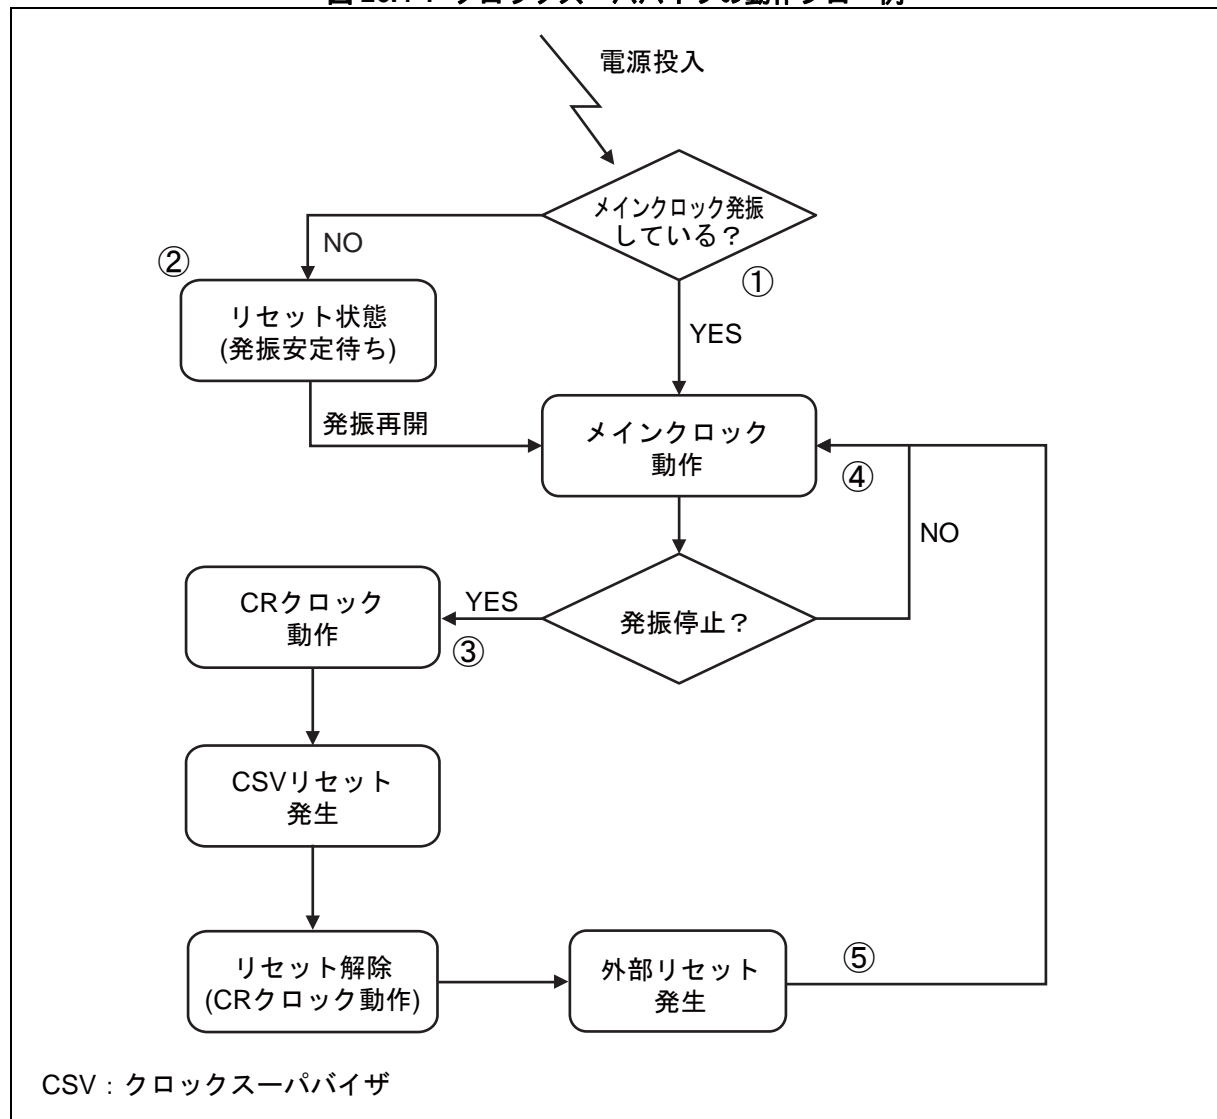 電源投入
メインクロック発振
している？
①
NO
②
YES
リセット状態
(発振安定待ち)
発振再開
メインクロック
動作
④
NO
CRクロック
動作
YES
③
発振停止？
CSVリセット
発生
リセット解除
(CRクロック動作)
外部リセット
発生
⑤
CSV：クロックスーパバイザ